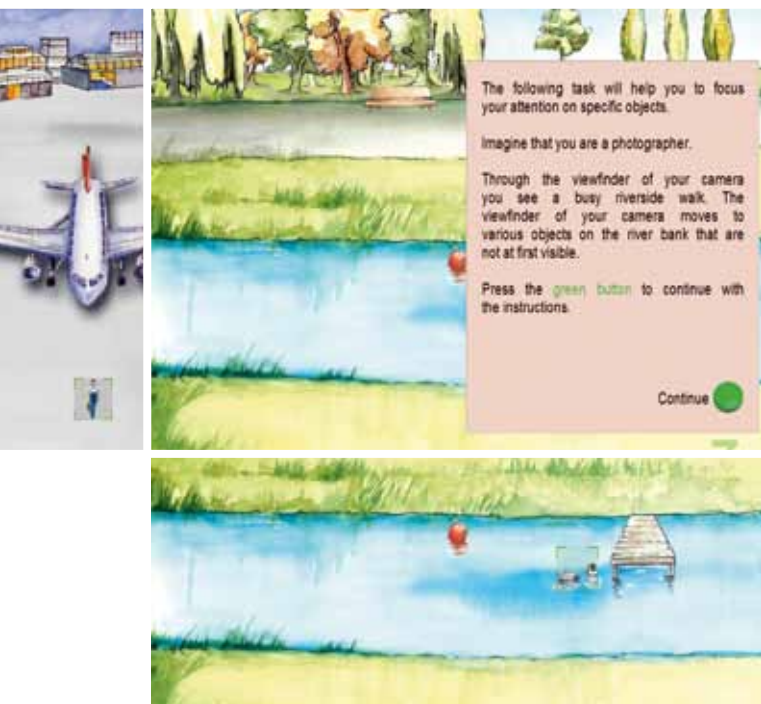 The following task will help you to focus
your attention on specific objects.
Imagine that you are a photographer.
Through the viewfinder of your camera
you see a busy riverside walk. The
viewfinder of your camera moves to
various objects on the river bank that are
not at first visible.
Press the green button to continue with
the instructions.
Continue